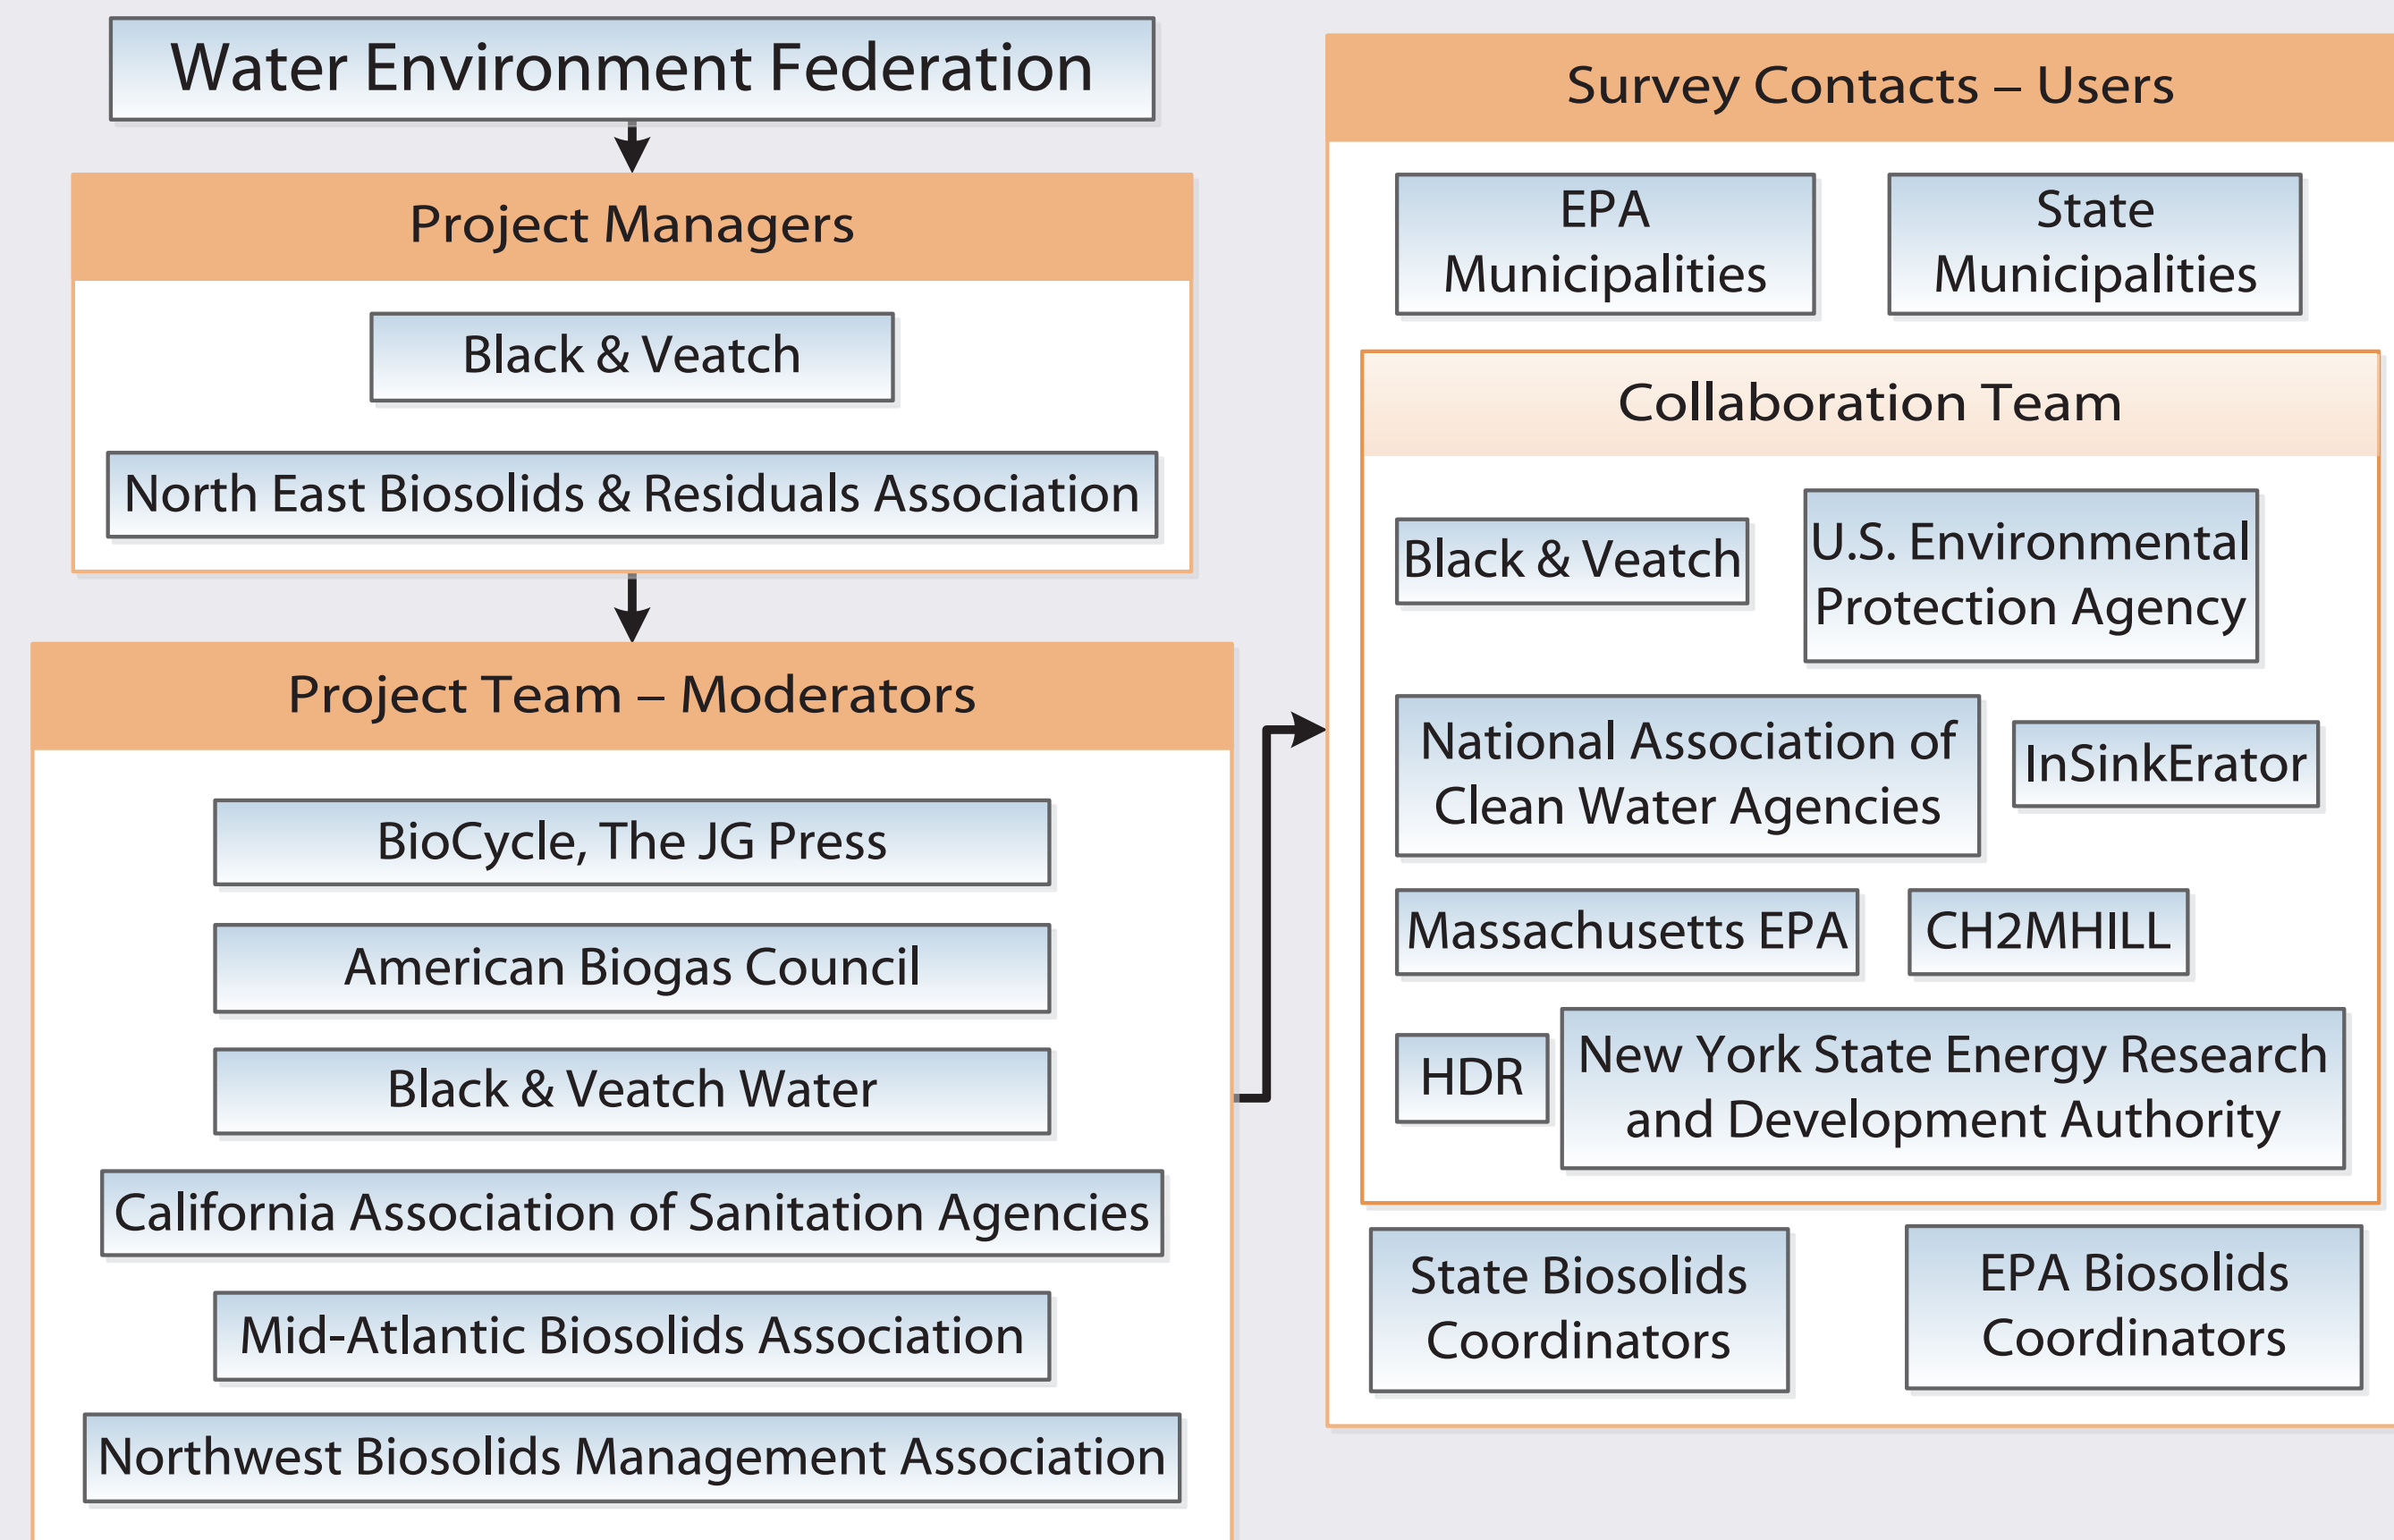 Water Environment Federation
Project Managers
Black & Veatch
North East Biosolids & Residuals Association
Project Team – Moderators
BioCycle, The JG Press
American Biogas Council
Black & Veatch Water
California Association of Sanitation Agencies
Mid-Atlantic Biosolids Association
Northwest Biosolids Management Association
Survey Contacts – Users
EPA
Municipalities
State
Municipalities
Collaboration Team
Black & Veatch
U.S. Environmental
Protection Agency
National Association of
Clean Water Agencies
InSinkErator
Massachusetts EPA
CH2MHILL
HDR
New York State Energy Research
and Development Authority
State Biosolids
Coordinators
EPA Biosolids
Coordinators